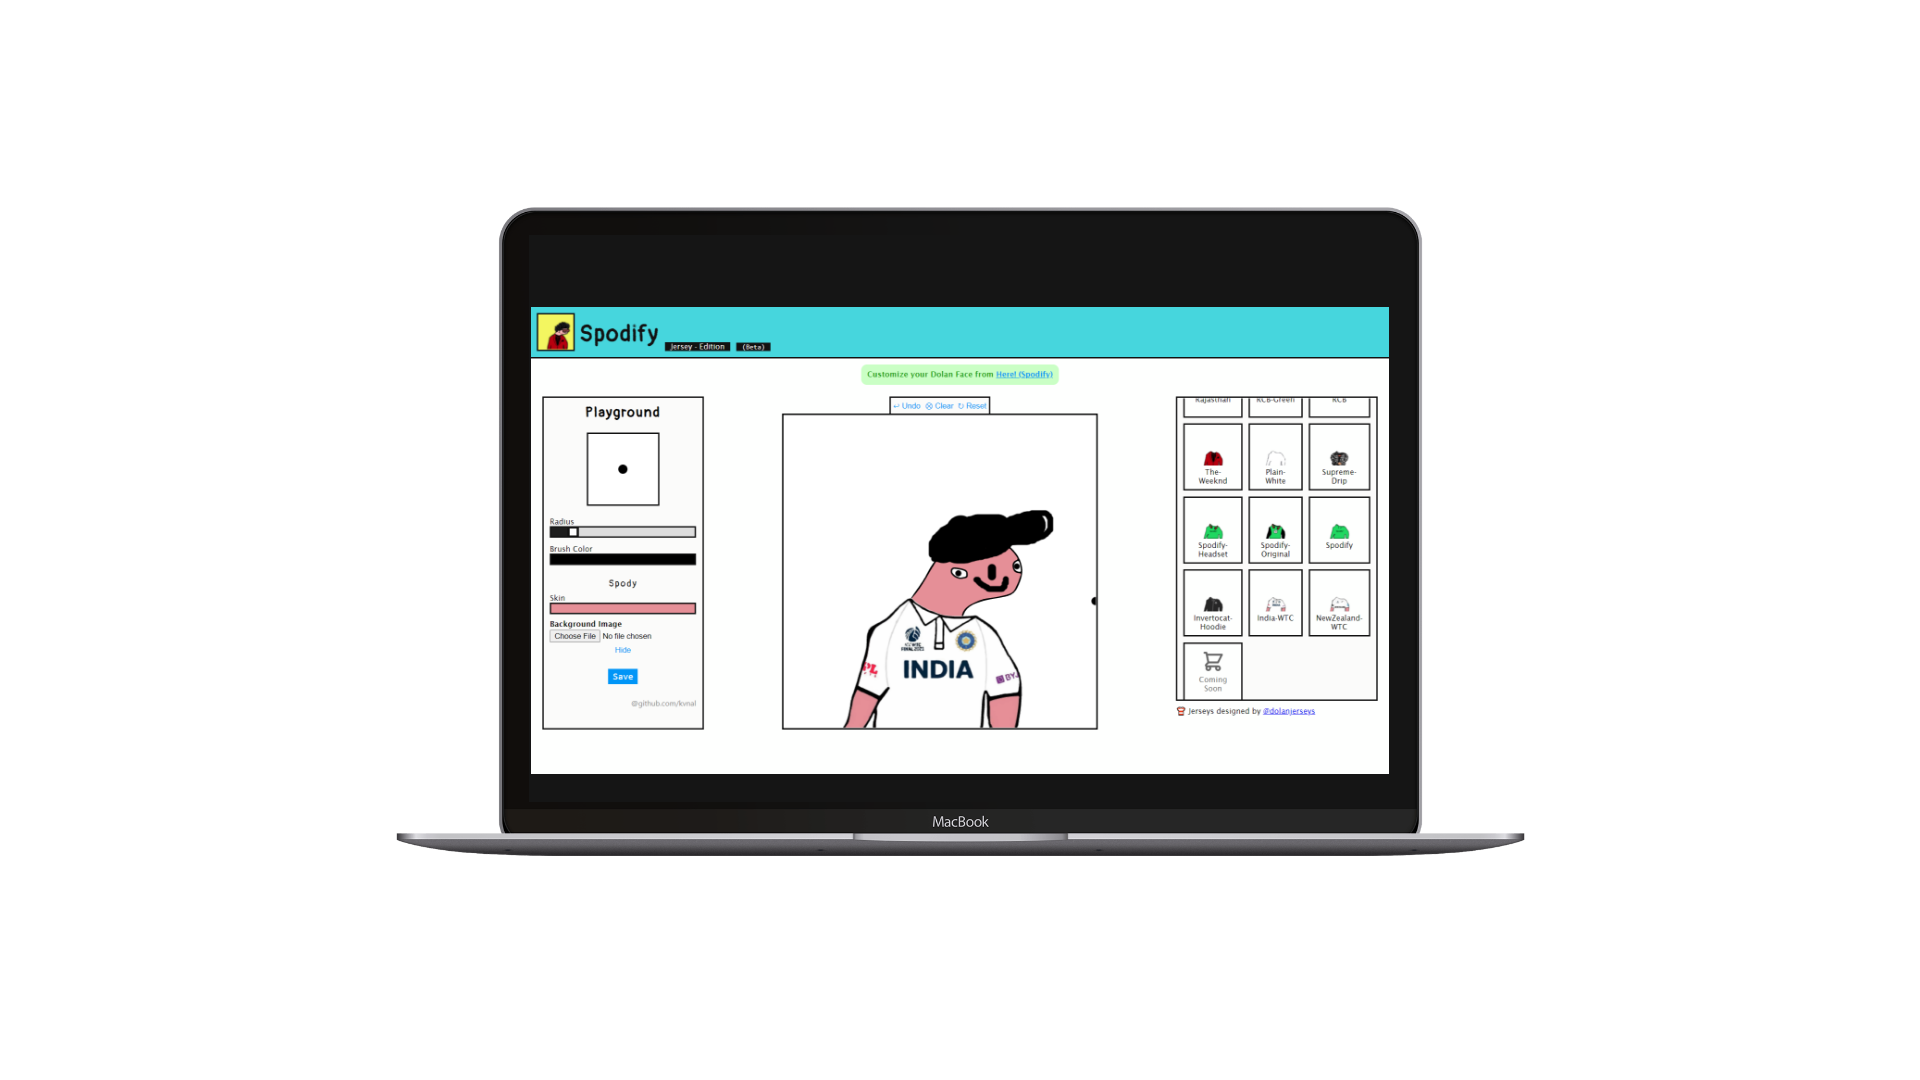 Spodify
Jersey - Edition
(Beta)
Customize your Dolan Face from Here! (Spodify)
Playground
Radius
Brush Color
Spody
Skin
Background Image
Choose File No file chosen
Hide
Save
@github.com/lomal
Undo Clear Reset
INDIA
Rajasthan
RCB-Green
RCB
The-
Weeknd
Plain-
White
Supreme-
Drip
Spodify-
Headset
Spodify-
Original
Spodify
Invertocat-
Hoodie
India-WTC
NewZealand-
WTC
Coming
Soon
Jerseys designed by @dolanjerseys
MacBook